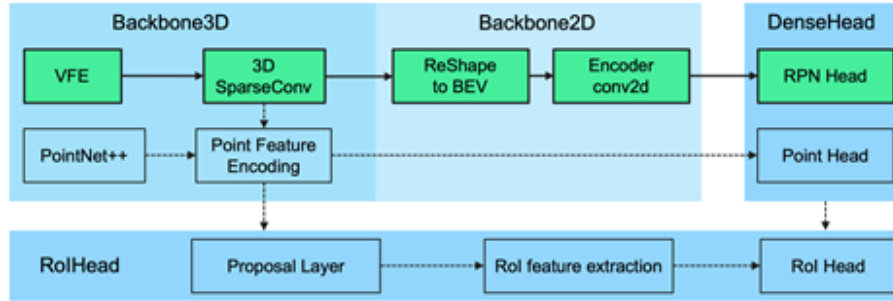 Backbone3D
Backbone2D
DenseHead
VFE
3D
SparseConv
ReShape
to BEV
Encoder
conv2d
RPN Head
PointNet++
Point Feature
Encoding
Point Head
RoIHead
Proposal Layer
RoI feature extraction
RoI Head